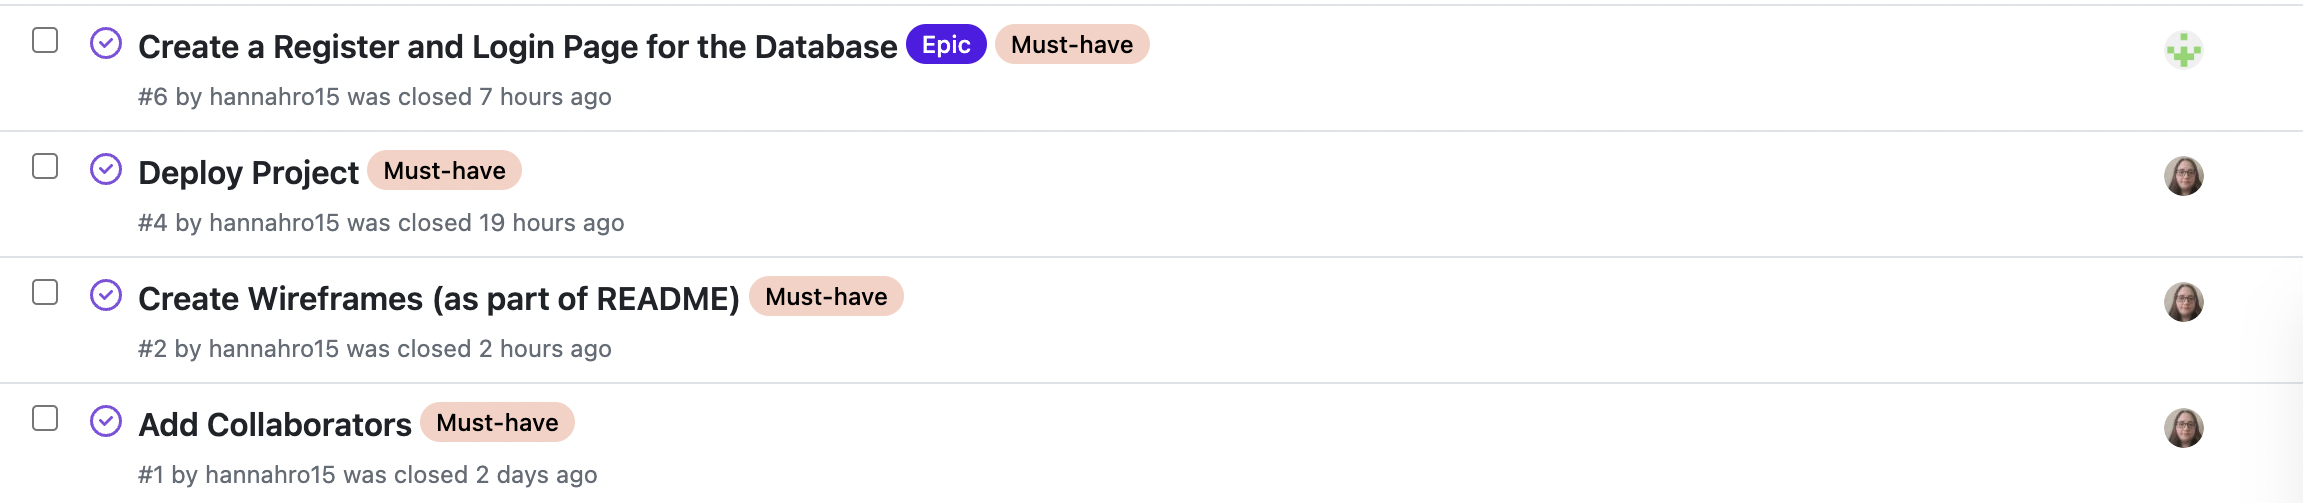 Create a Register and Login Page for the Database Epic Must-have
#6 by hannahro15 was closed 7 hours ago
Deploy Project Must-have
#4 by hannahro15 was closed 19 hours ago
Create Wireframes (as part of README) Must-have
#2 by hannahro15 was closed 2 hours ago
Add Collaborators Must-have
#1 by hannahro15 was closed 2 days ago